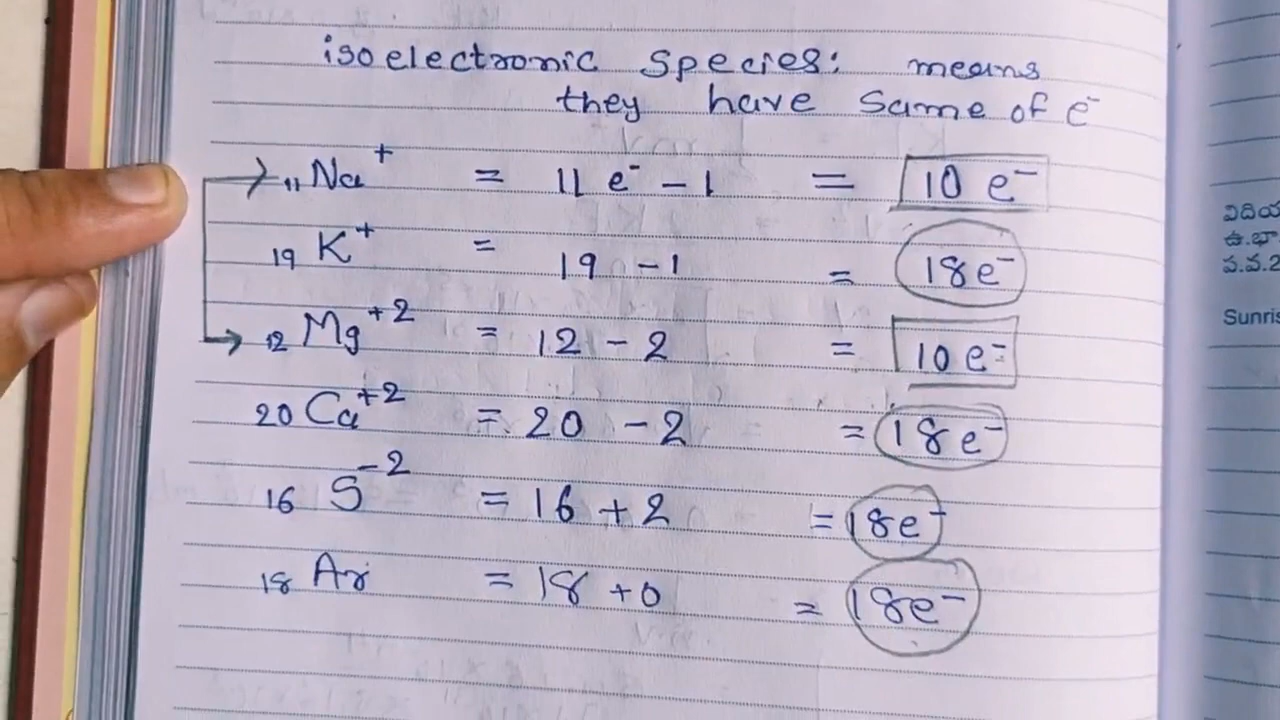 isoelectronic species: means
they have same of e⁻
₁₁Na⁺ = 11 e⁻ - 1 = 10 e⁻
₁₉K⁺ = 19 - 1 = 18e⁻
₁₂Mg⁺² = 12 - 2 = 10 e⁻
₂₀Ca⁺² = 20 - 2 = 18e⁻
₁₆S⁻² = 16 + 2 = 18e⁻
₁₈Ar = 18 + 0 = 18e⁻